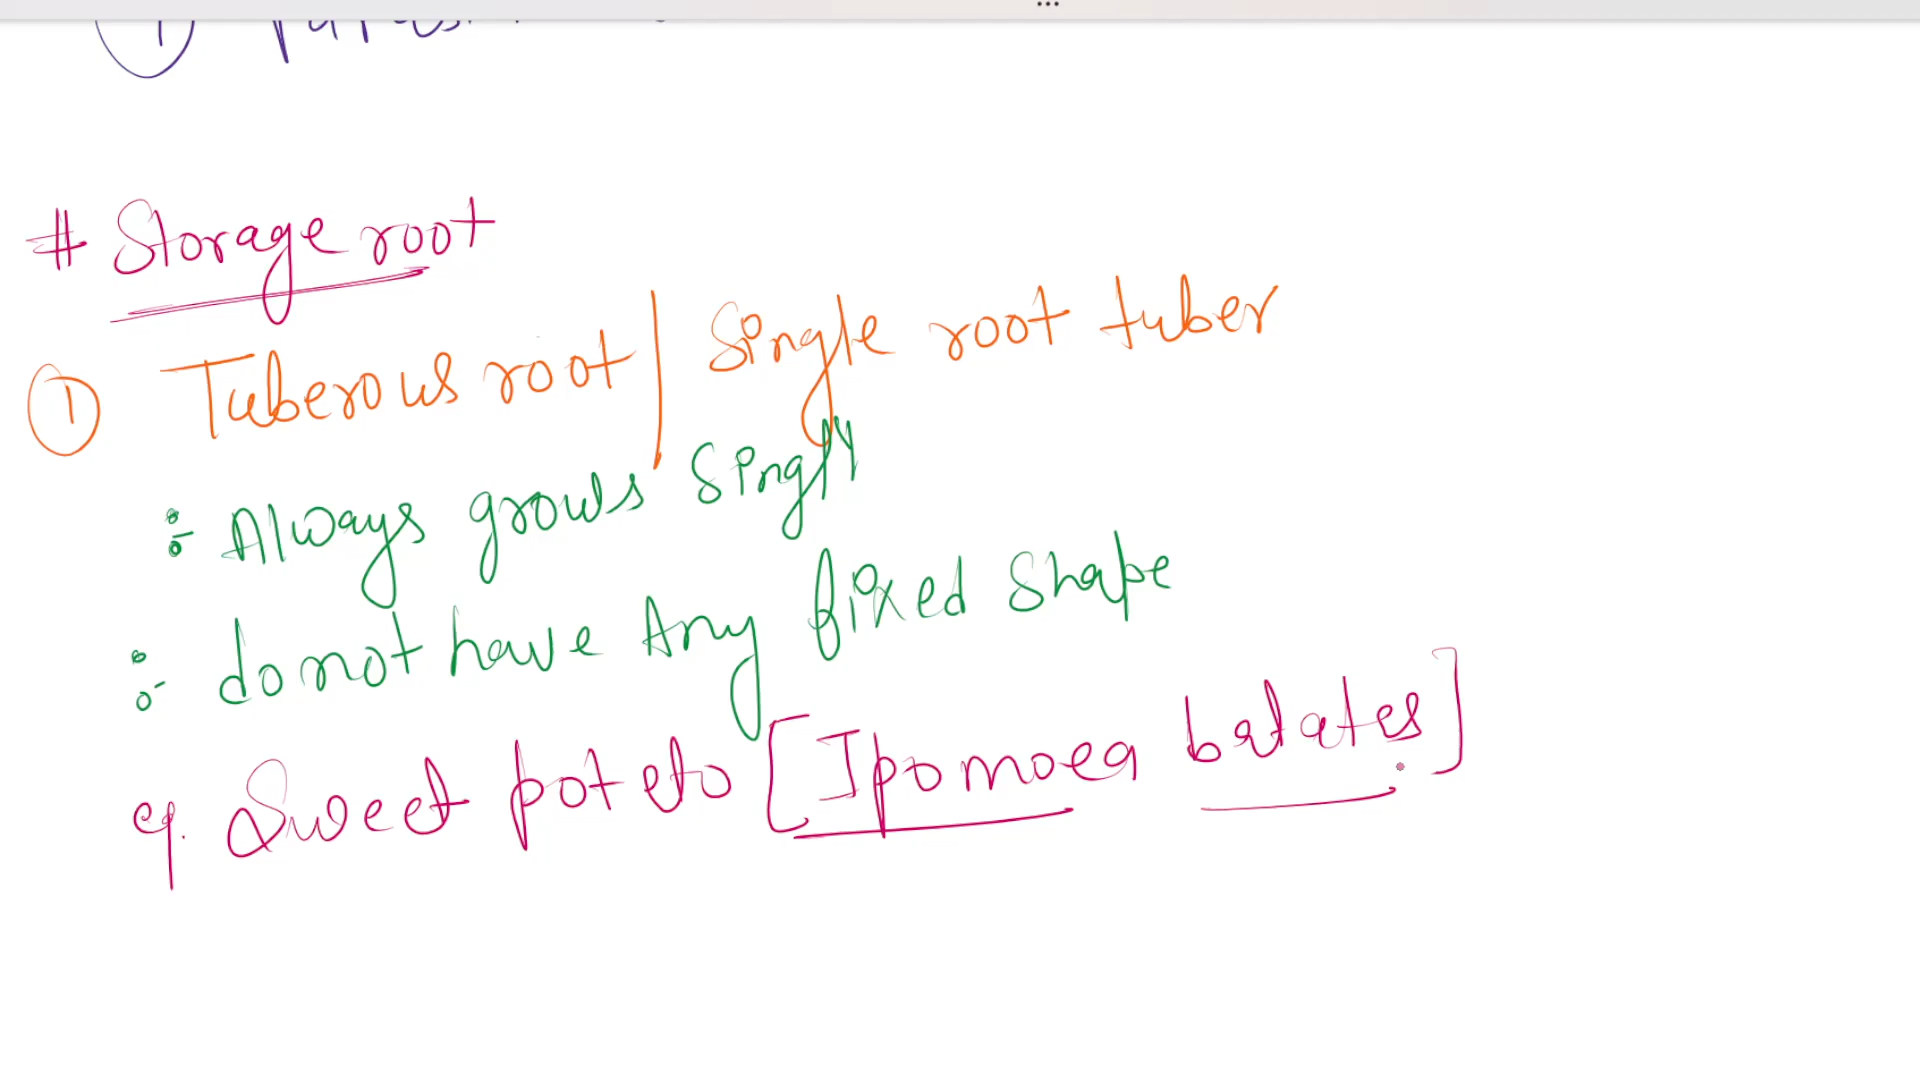 # Storage root
① Tuberous root / Single root tuber
Always grows Singly
do not have Any fixed shape
eg. Sweet poteto [Ipomoea batates]